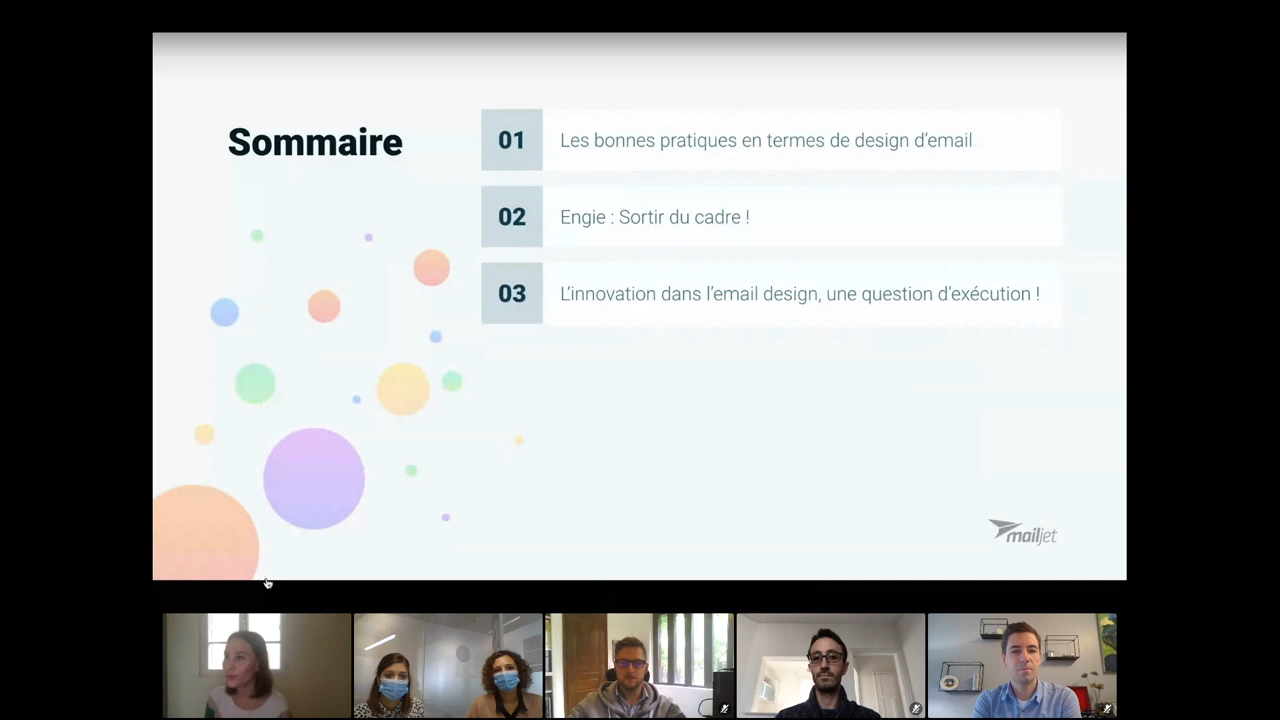 Sommaire
01
Les bonnes pratiques en termes de design d’email
02
Engie : Sortir du cadre !
03
L’innovation dans l’email design, une question d’exécution !
mailjet